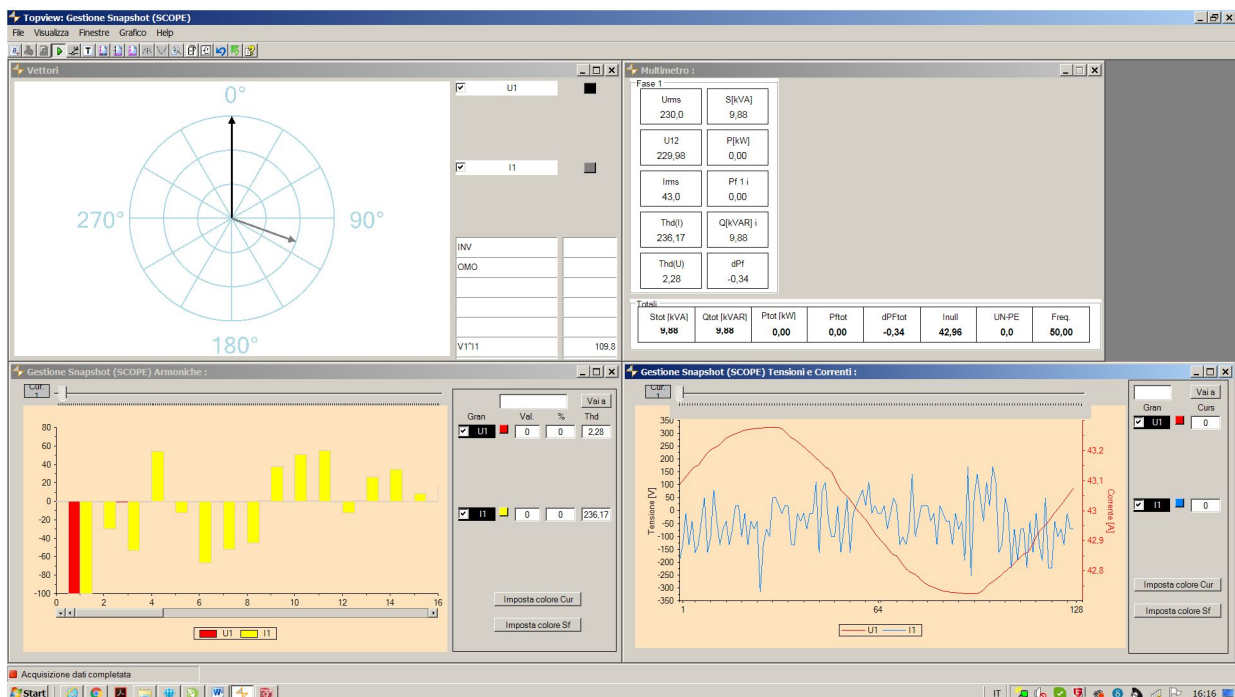 Topview: Gestione Snapshot (SCOPE)
File Visualizza Finestre Grafico Help
Vettori
0°
90°
180°
270°
U1
I1
INV
OMO
V1^I1 109,8
Multimetro :
Fase 1
Urms S[kVA]
230,0 9,88
U12 P[kW]
229,98 0,00
Irms Pf 1 i
43,0 0,00
Thd(I) Q[kVAR] i
236,17 9,88
Thd(U) dPf
2,28 -0,34
Totali
Stot [kVA] Qtot [kVAR] Ptot [kW] Pftot dPFtot Inull UN-PE Freq.
9,88 9,88 0,00 0,00 -0,34 42,96 0,0 50,00
Gestione Snapshot (SCOPE) Armoniche :
Cur. 1
Vai a
Gran Val. % Thd
U1 0 0 2,28
I1 0 0 236,17
80
60
40
20
0
-20
-40
-60
-80
-100
0 2 4 6 8 10 12 14 16
U1 I1
Imposta colore Cur
Imposta colore Sf
Gestione Snapshot (SCOPE) Tensioni e Correnti :
Cur. 1
Vai a
Gran Curs
U1 0
I1 0
Tensione [V]
350
300
250
200
150
100
50
0
-50
-100
-150
-200
-250
-300
-350
1 64 128
43,2
43,1
43
42,9
42,8
Corrente [A]
U1 I1
Imposta colore Cur
Imposta colore Sf
Acquisizione dati completata
Start IT 16:16